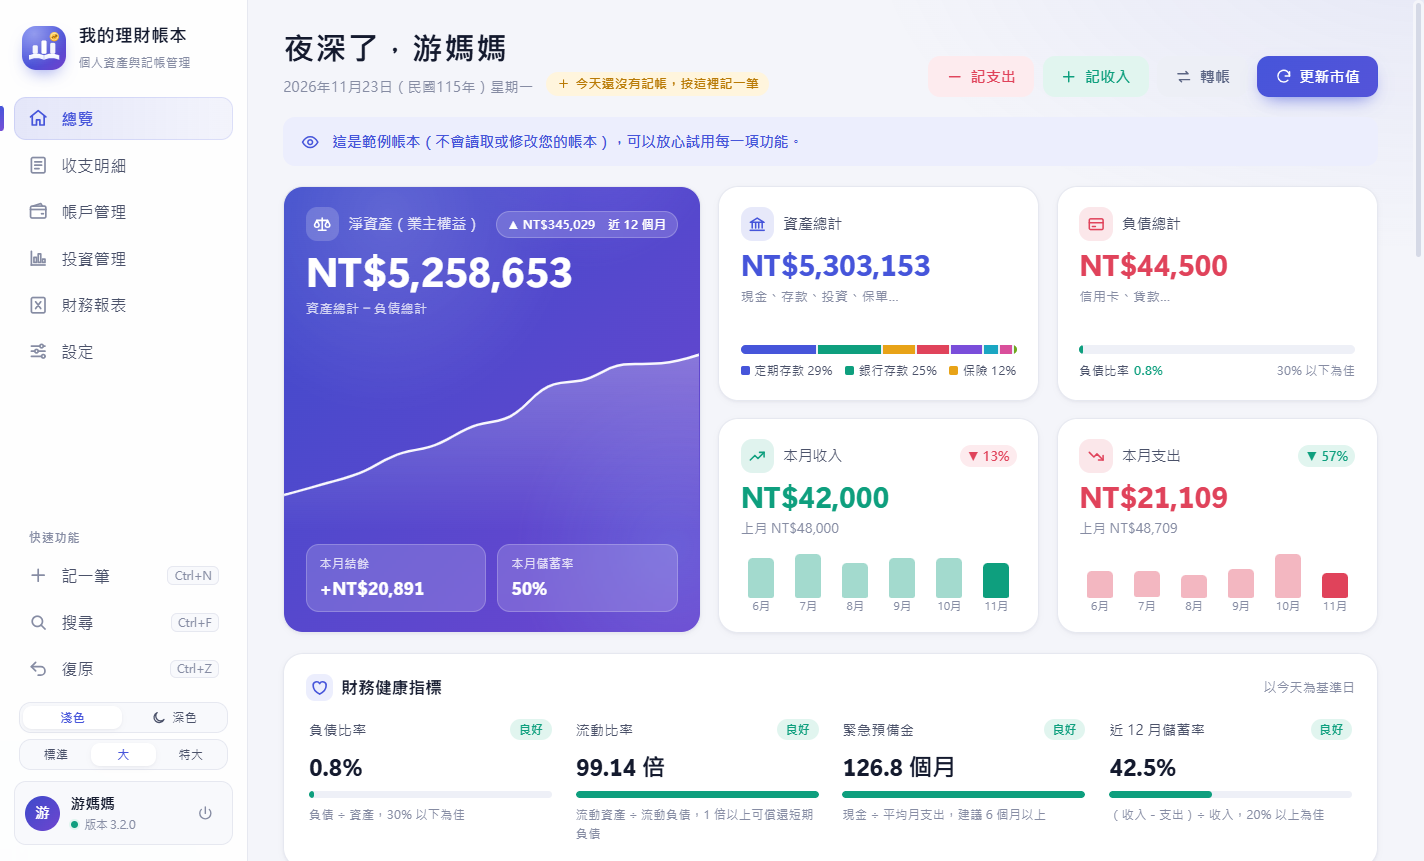 我的理財帳本
個人資產與記帳管理
總覽
收支明細
帳戶管理
投資管理
財務報表
設定
快速功能
記一筆 Ctrl+N
搜尋 Ctrl+F
復原 Ctrl+Z
淺色 深色
標準 大 特大
游 游媽媽
版本 3.2.0
夜深了，游媽媽
2026年11月23日（民國115年）星期一 + 今天還沒有記帳，按這裡記一筆
記支出 記收入 轉帳 更新市值
這是範例帳本（不會讀取或修改您的帳本），可以放心試用每一項功能。
淨資產（業主權益） ▲ NT$345,029 近 12 個月
NT$5,258,653
資產總計 − 負債總計
本月結餘
+NT$20,891
本月儲蓄率
50%
資產總計
NT$5,303,153
現金、存款、投資、保單...
定期存款 29% 銀行存款 25% 保險 12%
負債總計
NT$44,500
信用卡、貸款...
負債比率 0.8% 30% 以下為佳
本月收入 ▼ 13%
NT$42,000
上月 NT$48,000
6月 7月 8月 9月 10月 11月
本月支出 ▼ 57%
NT$21,109
上月 NT$48,709
6月 7月 8月 9月 10月 11月
財務健康指標 以今天為基準日
負債比率 良好
0.8%
負債 ÷ 資產，30% 以下為佳
流動比率 良好
99.14 倍
流動資產 ÷ 流動負債，1 倍以上可償還短期
負債
緊急預備金 良好
126.8 個月
現金 ÷ 平均月支出，建議 6 個月以上
近 12 月儲蓄率 良好
42.5%
（收入 − 支出）÷ 收入，20% 以上為佳